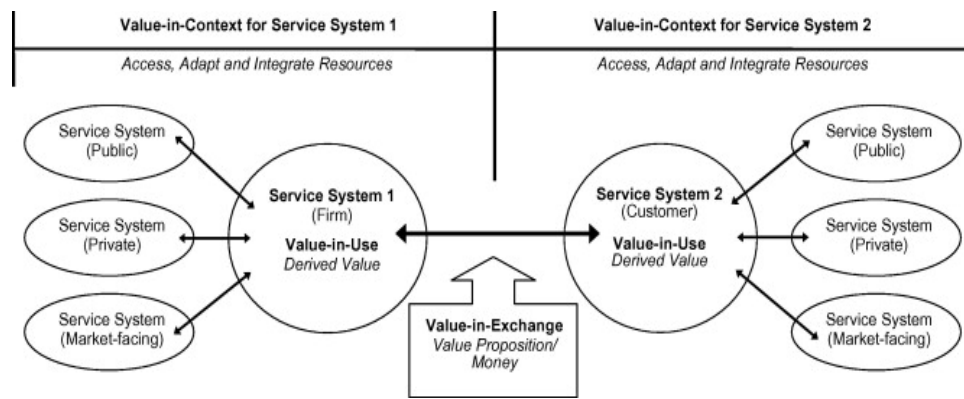 Value-in-Context for Service System 1
Value-in-Context for Service System 2
Access, Adapt and Integrate Resources
Access, Adapt and Integrate Resources
Service System
(Public)
Service System
(Private)
Service System
(Market-facing)
Service System 1
(Firm)
Value-in-Use
Derived Value
Value-in-Exchange
Value Proposition/
Money
Service System 2
(Customer)
Value-in-Use
Derived Value
Service System
(Public)
Service System
(Private)
Service System
(Market-facing)